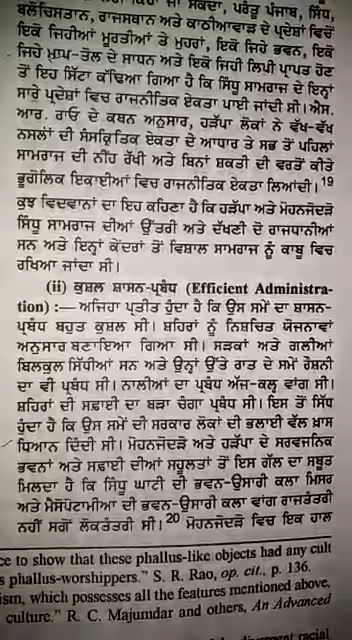 ਜਾ ਸਕਦਾ, ਪਰੰਤੂ ਪੰਜਾਬ, ਸਿੰਧ,
ਬਲੋਚਿਸਤਾਨ, ਰਾਜਸਥਾਨ ਅਤੇ ਕਾਠੀਆਵਾੜ ਦੇ ਪ੍ਰਦੇਸ਼ਾਂ ਵਿਚੋਂ
ਇਕੋ ਜਿਹੀਆਂ ਮੂਰਤੀਆਂ ਤੇ ਮੁਹਰਾਂ, ਇਕੋ ਜਿਹੇ ਭਵਨ, ਇਕੋ
ਜਿਹੇ ਮਾਪ-ਤੋਲ ਦੇ ਸਾਧਨ ਅਤੇ ਇਕੋ ਜਿਹੀ ਲਿਪੀ ਪ੍ਰਾਪਤ ਹੋਣ
ਤੋਂ ਇਹ ਸਿੱਟਾ ਕੱਢਿਆ ਗਿਆ ਹੈ ਕਿ ਸਿੰਧੂ ਸਾਮਰਾਜ ਦੇ ਇਨ੍ਹਾਂ
ਸਾਰੇ ਪ੍ਰਦੇਸ਼ਾਂ ਵਿਚ ਰਾਜਨੀਤਿਕ ਏਕਤਾ ਪਾਈ ਜਾਂਦੀ ਸੀ। ਐਸ.
ਆਰ. ਰਾਓ ਦੇ ਕਥਨ ਅਨੁਸਾਰ, ਹੜੱਪਾ ਲੋਕਾਂ ਨੇ ਵੱਖ-ਵੱਖ
ਨਸਲਾਂ ਦੀ ਸੰਸਕ੍ਰਿਤਿਕ ਏਕਤਾ ਦੇ ਆਧਾਰ ਤੇ ਸਭ ਤੋਂ ਪਹਿਲਾਂ
ਸਾਮਰਾਜ ਦੀ ਨੀਂਹ ਰੱਖੀ ਅਤੇ ਬਿਨਾਂ ਸ਼ਕਤੀ ਦੀ ਵਰਤੋਂ ਕੀਤੇ
ਭੂਗੋਲਿਕ ਇਕਾਈਆਂ ਵਿਚ ਰਾਜਨੀਤਿਕ ਏਕਤਾ ਲਿਆਂਦੀ।19
ਕੁਝ ਵਿਦਵਾਨਾਂ ਦਾ ਇਹ ਕਹਿਣਾ ਹੈ ਕਿ ਹੜੱਪਾ ਅਤੇ ਮੋਹਨਜੋਦੜੋ
ਸਿੰਧੂ ਸਾਮਰਾਜ ਦੀਆਂ ਉੱਤਰੀ ਅਤੇ ਦੱਖਣੀ ਦੋ ਰਾਜਧਾਨੀਆਂ
ਸਨ ਅਤੇ ਇਨ੍ਹਾਂ ਕੇਂਦਰਾਂ ਤੋਂ ਵਿਸ਼ਾਲ ਸਾਮਰਾਜ ਨੂੰ ਕਾਬੂ ਵਿਚ
ਰਖਿਆ ਜਾਂਦਾ ਸੀ।
(ii) ਕੁਸ਼ਲ ਸ਼ਾਸਨ-ਪ੍ਰਬੰਧ (Efficient Administra-
tion) :— ਅਜਿਹਾ ਪ੍ਰਤੀਤ ਹੁੰਦਾ ਹੈ ਕਿ ਉਸ ਸਮੇਂ ਦਾ ਸ਼ਾਸਨ-
ਪ੍ਰਬੰਧ ਬਹੁਤ ਕੁਸ਼ਲ ਸੀ। ਸ਼ਹਿਰਾਂ ਨੂੰ ਨਿਸ਼ਚਿਤ ਯੋਜਨਾਵਾਂ
ਅਨੁਸਾਰ ਬਣਾਇਆ ਗਿਆ ਸੀ। ਸੜਕਾਂ ਅਤੇ ਗਲੀਆਂ
ਬਿਲਕੁਲ ਸਿੱਧੀਆਂ ਸਨ ਅਤੇ ਉਨ੍ਹਾਂ ਉੱਤੇ ਰਾਤ ਦੇ ਸਮੇਂ ਰੋਸ਼ਨੀ
ਦਾ ਵੀ ਪ੍ਰਬੰਧ ਸੀ। ਨਾਲੀਆਂ ਦਾ ਪ੍ਰਬੰਧ ਅੱਜ-ਕਲ੍ਹ ਵਾਂਗ ਸੀ।
ਸ਼ਹਿਰਾਂ ਦੀ ਸਫ਼ਾਈ ਦਾ ਬੜਾ ਚੰਗਾ ਪ੍ਰਬੰਧ ਸੀ। ਇਸ ਤੋਂ ਸਿੱਧ
ਹੁੰਦਾ ਹੈ ਕਿ ਉਸ ਸਮੇਂ ਦੀ ਸਰਕਾਰ ਲੋਕਾਂ ਦੀ ਭਲਾਈ ਵੱਲ ਖ਼ਾਸ
ਧਿਆਨ ਦਿੰਦੀ ਸੀ। ਮੋਹਨਜੋਦੜੋ ਅਤੇ ਹੜੱਪਾ ਦੇ ਸਰਵਜਨਿਕ
ਭਵਨਾਂ ਅਤੇ ਸਫ਼ਾਈ ਦੀਆਂ ਸਹੂਲਤਾਂ ਤੋਂ ਇਸ ਗੱਲ ਦਾ ਸਬੂਤ
ਮਿਲਦਾ ਹੈ ਕਿ ਸਿੰਧੂ ਘਾਟੀ ਦੀ ਭਵਨ-ਉਸਾਰੀ ਕਲਾ ਮਿਸਰ
ਅਤੇ ਮੈਸੋਪੋਟਾਮੀਆ ਦੀ ਭਵਨ-ਉਸਾਰੀ ਕਲਾ ਵਾਂਗ ਰਾਜਤੰਤਰੀ
ਨਹੀਂ ਸਗੋਂ ਲੋਕਤੰਤਰੀ ਸੀ।20 ਮੋਹਨਜੋਦੜੋ ਵਿਚ ਇਕ ਹਾਲ
ce to show that these phallus-like objects had any cult
s phallus-worshippers." S. R. Rao, op. cit., p. 136.
ism, which possesses all the features mentioned above,
culture." R. C. Majumdar and others, An Advanced
racial